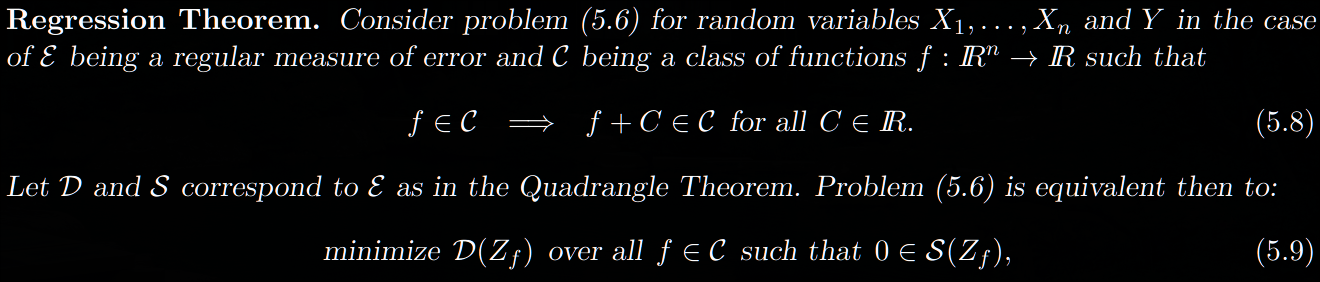 Regression Theorem. Consider problem (5.6) for random variables X₁, . . . , Xₙ and Y in the case
of ℰ being a regular measure of error and 𝒞 being a class of functions f : ℝⁿ → ℝ such that
f ∈ 𝒞 ⟹ f + C ∈ 𝒞 for all C ∈ ℝ. (5.8)
Let 𝒟 and 𝒮 correspond to ℰ as in the Quadrangle Theorem. Problem (5.6) is equivalent then to:
minimize 𝒟(Z_f) over all f ∈ 𝒞 such that 0 ∈ 𝒮(Z_f), (5.9)